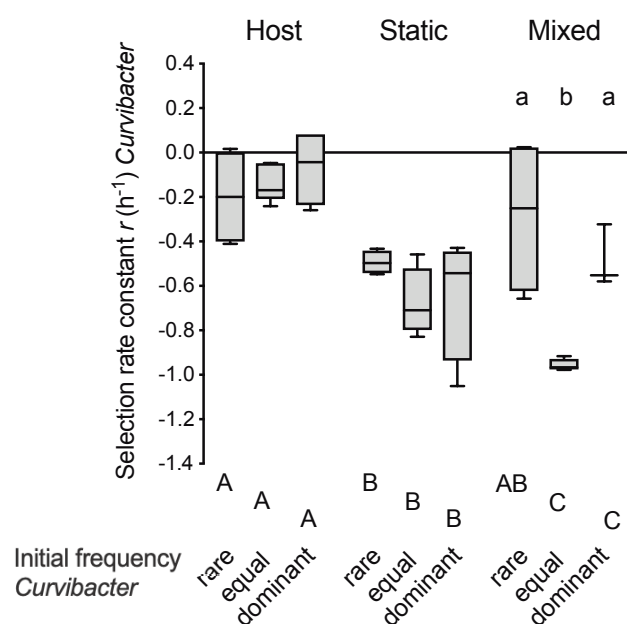 Host Static Mixed
Selection rate constant r (h⁻¹) Curvibacter
0.4
0.2
0.0
-0.2
-0.4
-0.6
-0.8
-1.0
-1.2
-1.4
a b a
A A A B B B AB C C
Initial frequency
Curvibacter
rare equal dominant rare equal dominant rare equal dominant